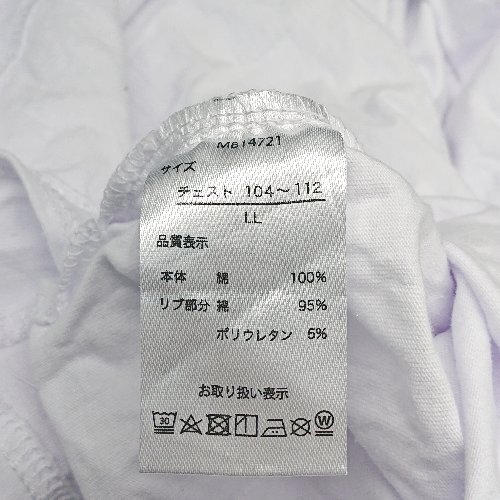 MB14721
サイズ
チェスト 104～112
LL
品質表示
本体 綿 100%
リブ部分 綿 95%
ポリウレタン 5%
お取り扱い表示
30 W